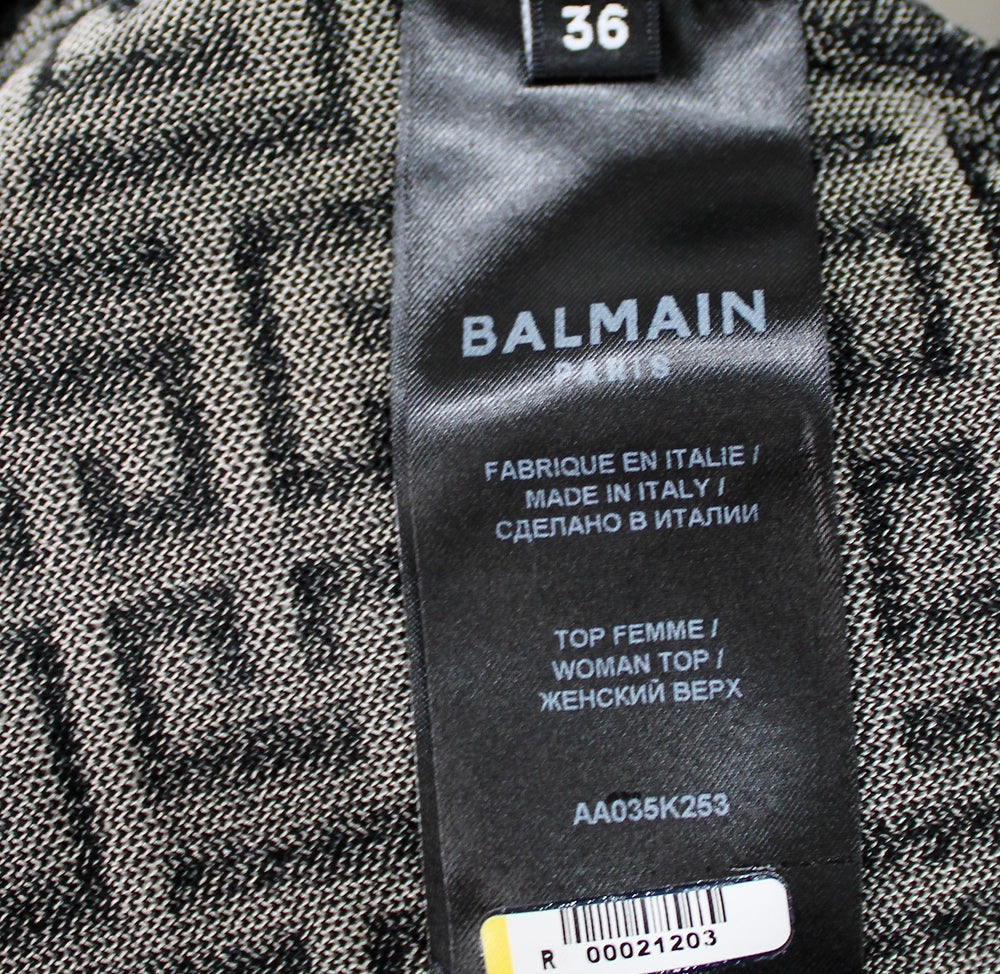 36
BALMAIN
PARIS
FABRIQUE EN ITALIE /
MADE IN ITALY /
СДЕЛАНО В ИТАЛИИ
TOP FEMME /
WOMAN TOP /
ЖЕНСКИЙ ВЕРХ
AA035K253
R 00021203